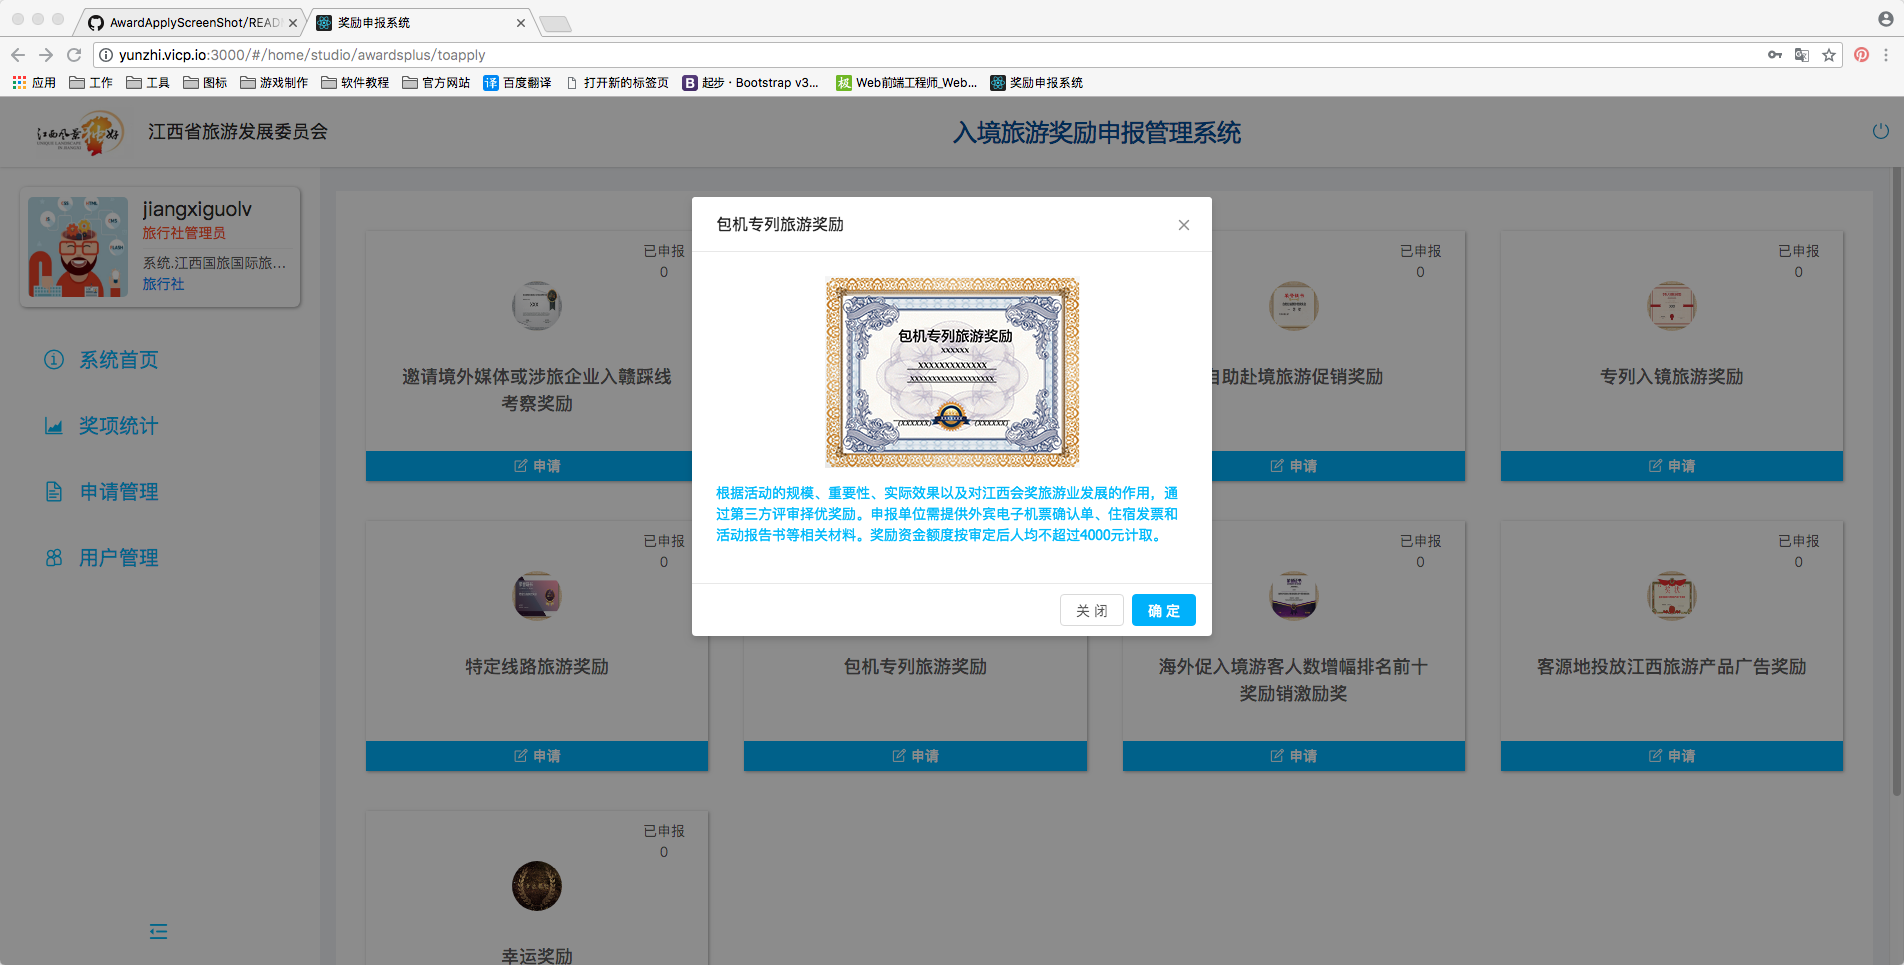 AwardApplyScreenShot/READ
奖励申报系统
yunzhi.vicp.io:3000/#/home/studio/awardsplus/toapply
应用
工作
工具
图标
游戏制作
软件教程
官方网站
译 百度翻译
打开新的标签页
B 起步 · Bootstrap v3...
极 Web前端工程师_Web...
奖励申报系统
江西风景独好
江西省旅游发展委员会
入境旅游奖励申报管理系统
jiangxiguolv
旅行社管理员
系统.江西国旅国际旅...
旅行社
系统首页
奖项统计
申请管理
用户管理
已申报
0
邀请境外媒体或涉旅企业入赣踩线
考察奖励
申请
已申报
0
自助赴境旅游促销奖励
申请
已申报
0
专列入镜旅游奖励
申请
包机专列旅游奖励
包机专列旅游奖励
xxxxxx
xxxxxxxxxxxxx
xxxxxxxxxxxxxxxxx
根据活动的规模、重要性、实际效果以及对江西会奖旅游业发展的作用，通
过第三方评审择优奖励。申报单位需提供外宾电子机票确认单、住宿发票和
活动报告书等相关材料。奖励资金额度按审定后人均不超过4000元计取。
关 闭
确 定
已申报
0
特定线路旅游奖励
申请
包机专列旅游奖励
申请
已申报
0
海外促入境游客人数增幅排名前十
奖励销激励奖
申请
已申报
0
客源地投放江西旅游产品广告奖励
申请
已申报
0
幸运奖励